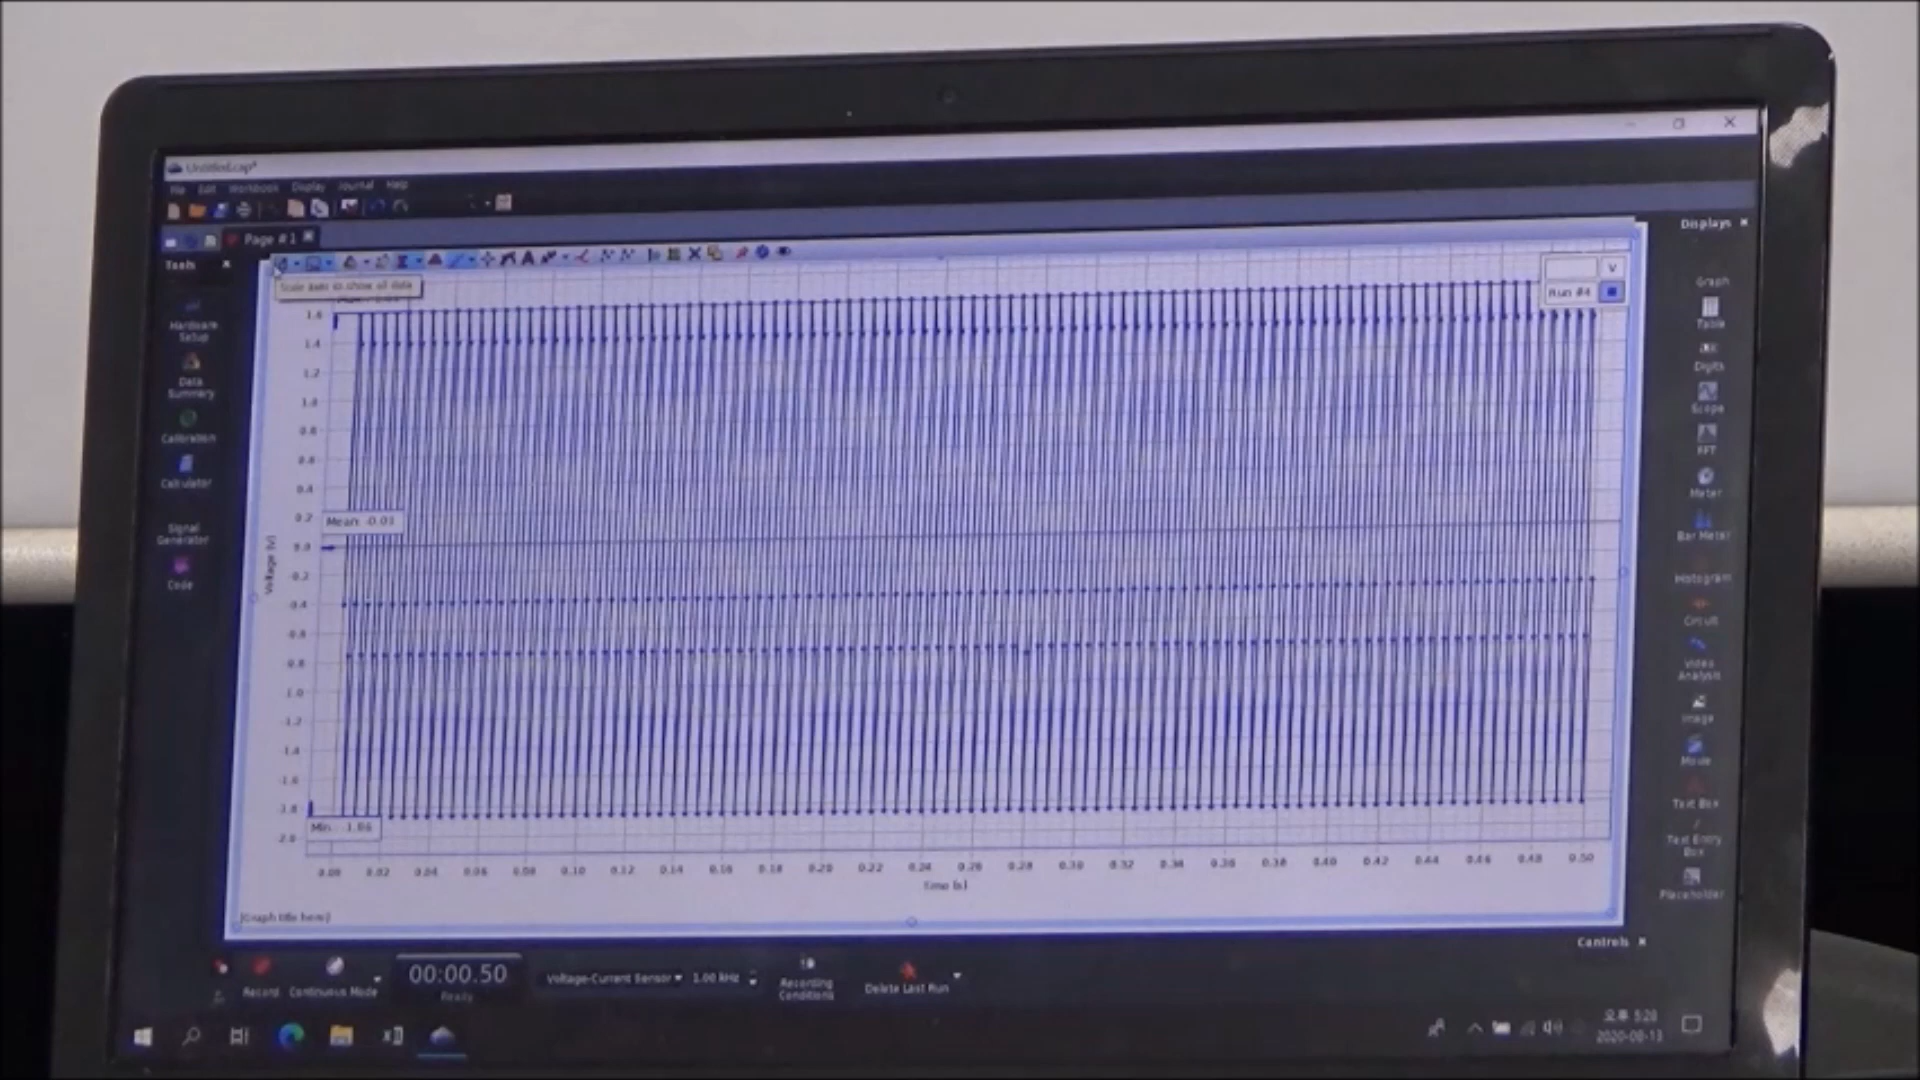 Untitled.cap*
File Edit Workbook Display Journal Help
Page #1
Tools
Displays
Scale axes to show all data
Run #4
Hardware Setup
Data Summary
Calibration
Calculator
Signal Generator
Code
Graph
Table
Digits
Scope
FFT
Meter
Bar Meter
Histogram
Circuit
Video Analysis
Image
Movie
Text Box
Text Entry Box
Placeholder
1.6
1.4
1.2
1.0
0.8
0.6
0.4
0.2
Mean: -0.03
0.0
-0.2
-0.4
-0.6
-0.8
-1.0
-1.2
-1.4
-1.6
-1.8
Min: -1.86
-2.0
Voltage (V)
0.00 0.02 0.04 0.06 0.08 0.10 0.12 0.14 0.16 0.18 0.20 0.22 0.24 0.26 0.28 0.30 0.32 0.34 0.36 0.38 0.40 0.42 0.44 0.46 0.48 0.50
Time (s)
[Graph title here]
Controls
Record
Continuous Mode
00:00.50
Ready
Voltage-Current Sensor
1.00 kHz
Recording Conditions
Delete Last Run
오후 5:28
2020-08-13